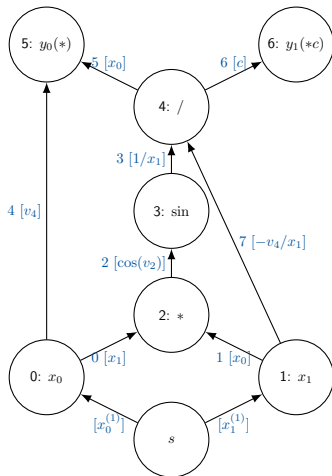 5: y₀(*)
6: y₁(*c)
5 [x₀]
6 [c]
4: /
3 [1/x₁]
4 [v₄]
3: sin
7 [−v₄/x₁]
2 [cos(v₂)]
2: *
0 [x₁]
1 [x₀]
0: x₀
1: x₁
[x₀⁽¹⁾]
s
[x₁⁽¹⁾]